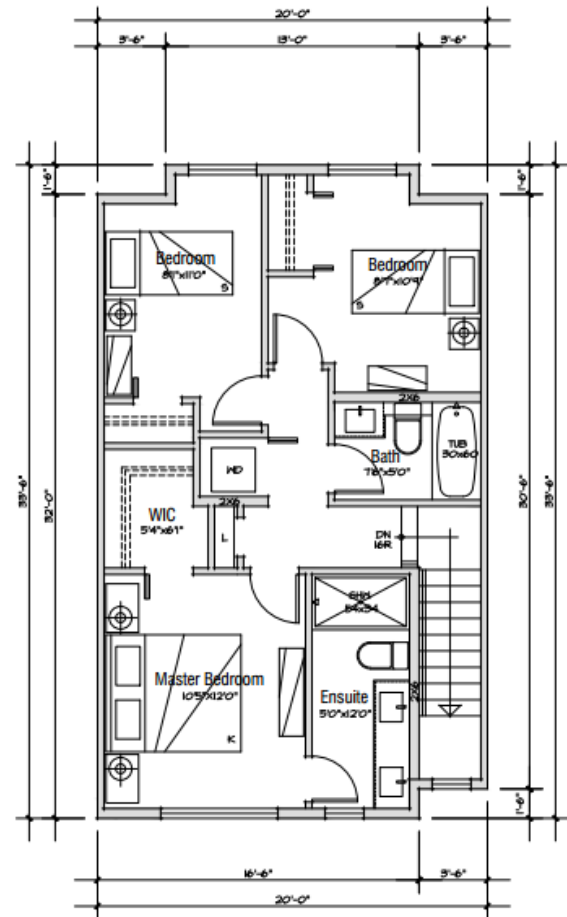 20'-0"
3'-6" 13'-0" 3'-6"
1'-6" 1'-6"
Bedroom
8'1"x11'0"
S
Bedroom
8'7"x10'9"
S
2X6
TUB
30x60
Bath
7'8"x5'0"
WD
2X6
WIC
5'4"x6'1"
L
DN
16R
33'-6" 32'-0" 30'-6" 33'-6"
SHW
54x34
Master Bedroom
10'5"X12'0"
K
Ensuite
5'0"x12'0"
2X6
1'-6"
16'-6" 3'-6"
20'-0"